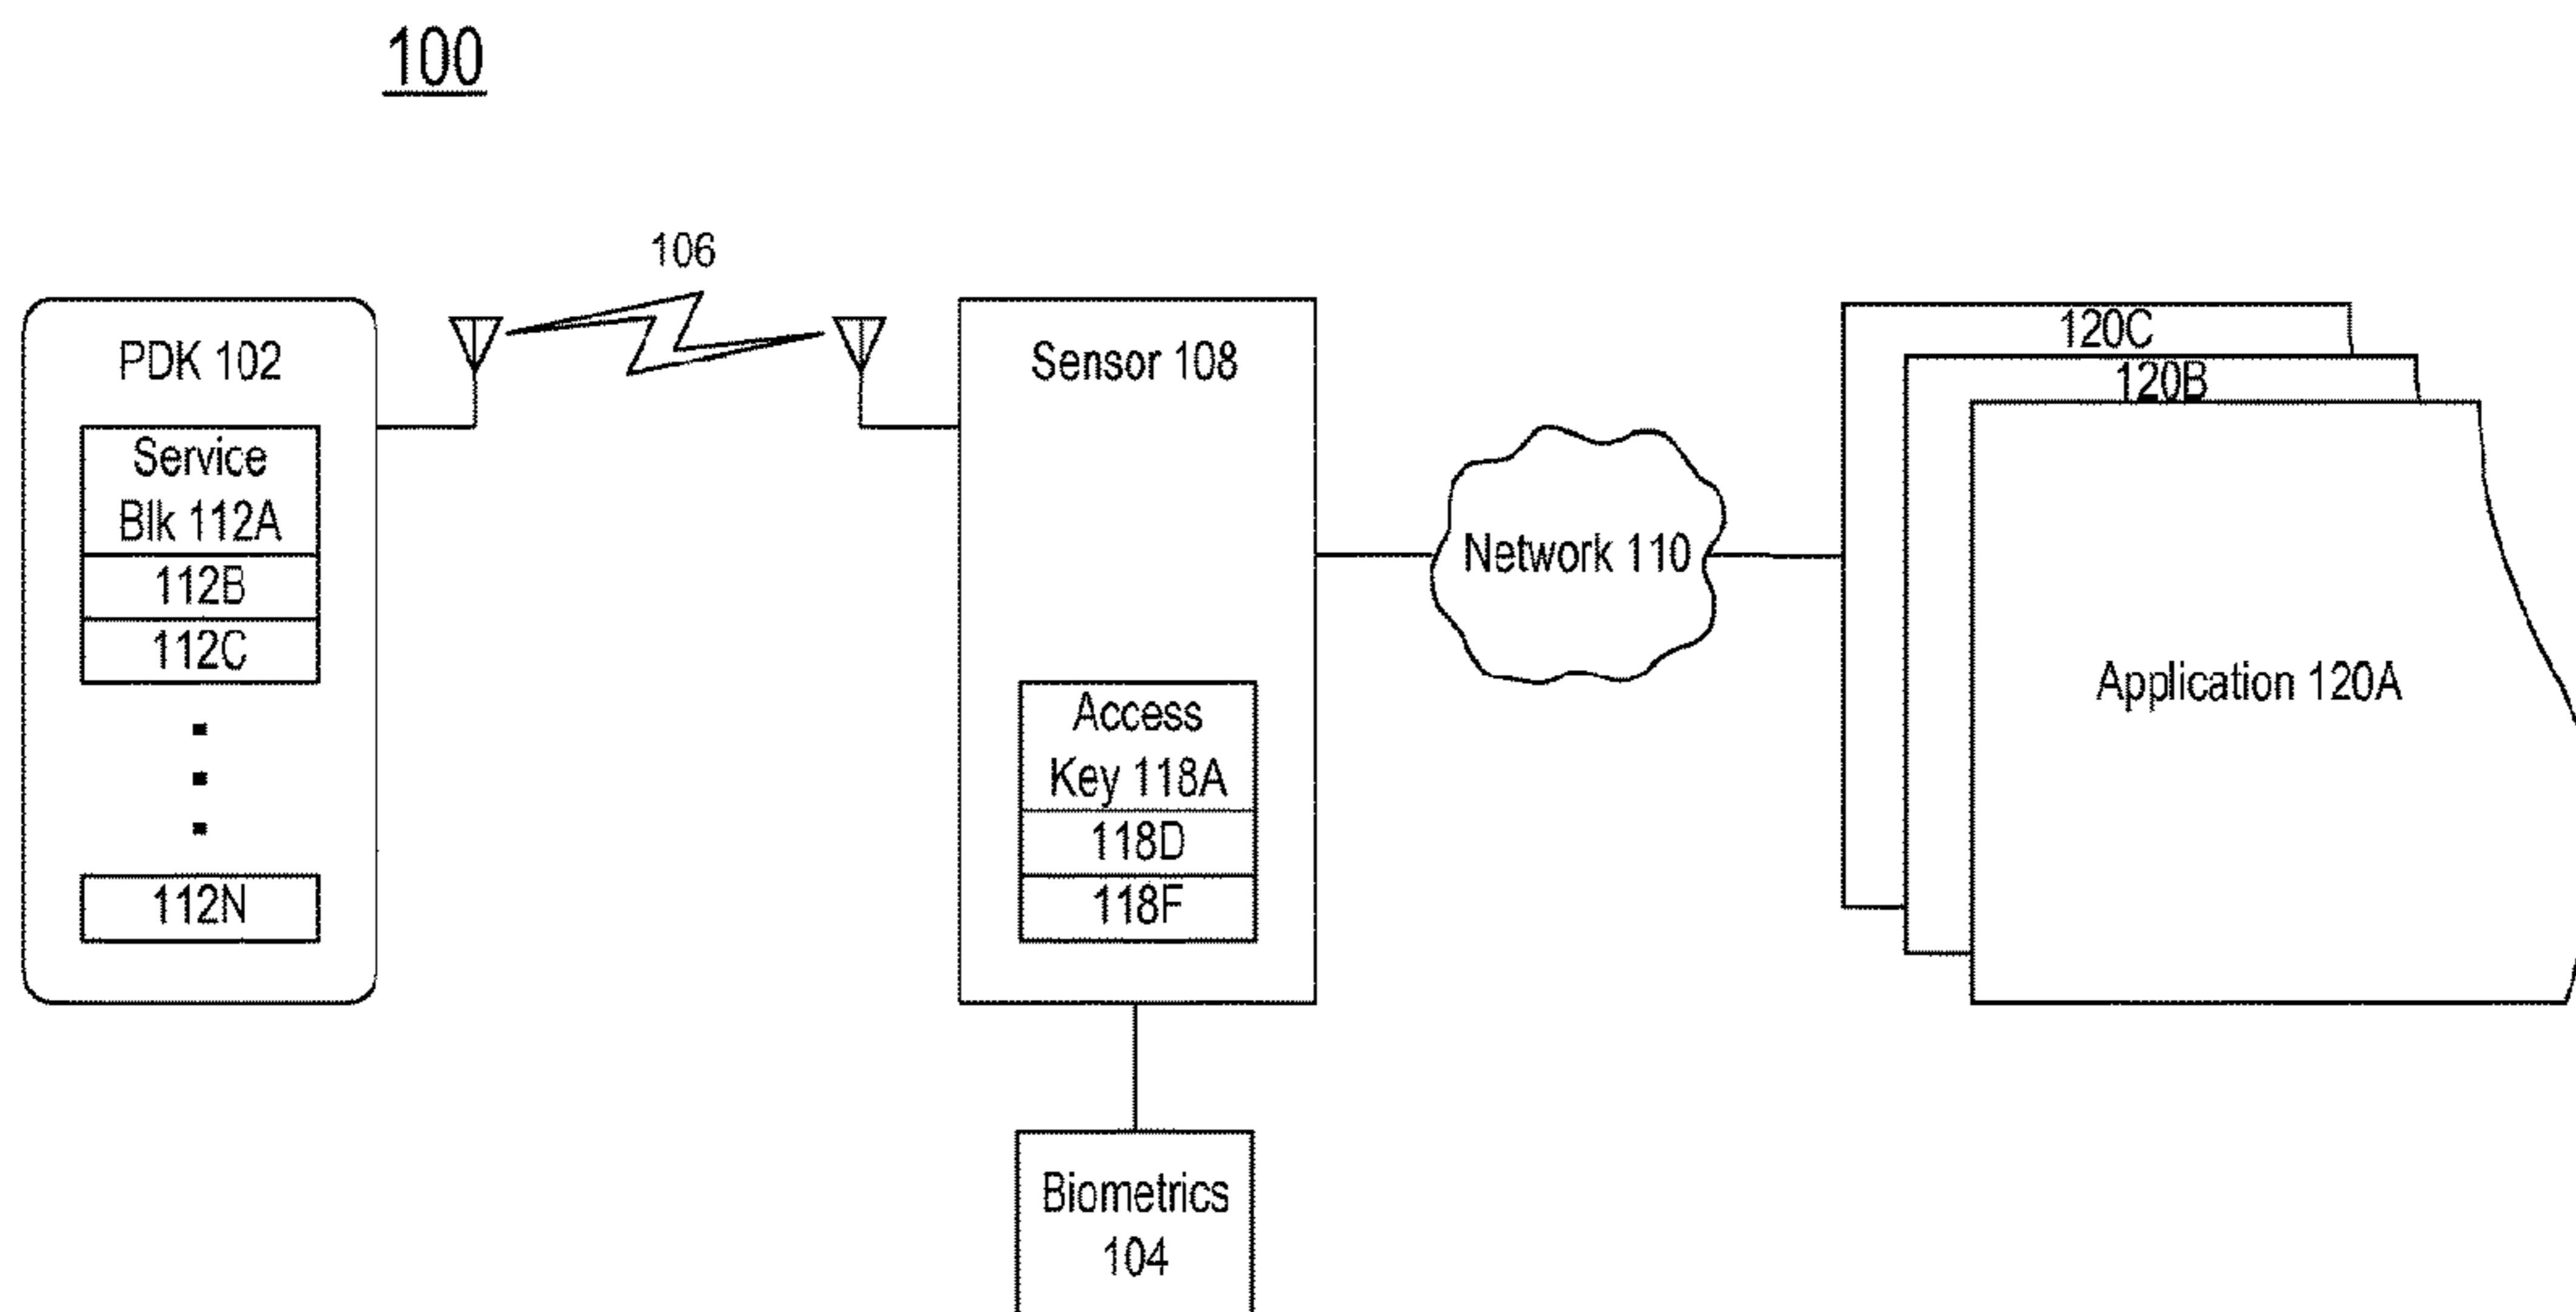 100
106
PDK 102
Service
Blk 112A
112B
112C
112N
Sensor 108
Access
Key 118A
118D
118F
Biometrics
104
Network 110
120C
120B
Application 120A